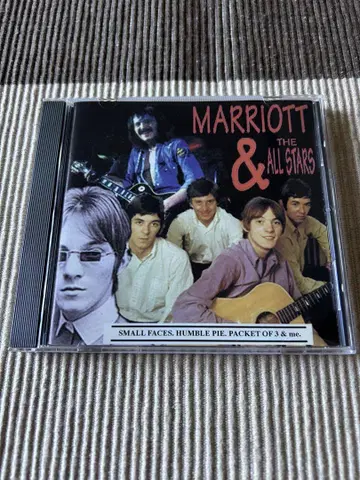 MARRIOTT
& THE
ALL STARS
SMALL FACES. HUMBLE PIE. PACKET OF 3 & me.